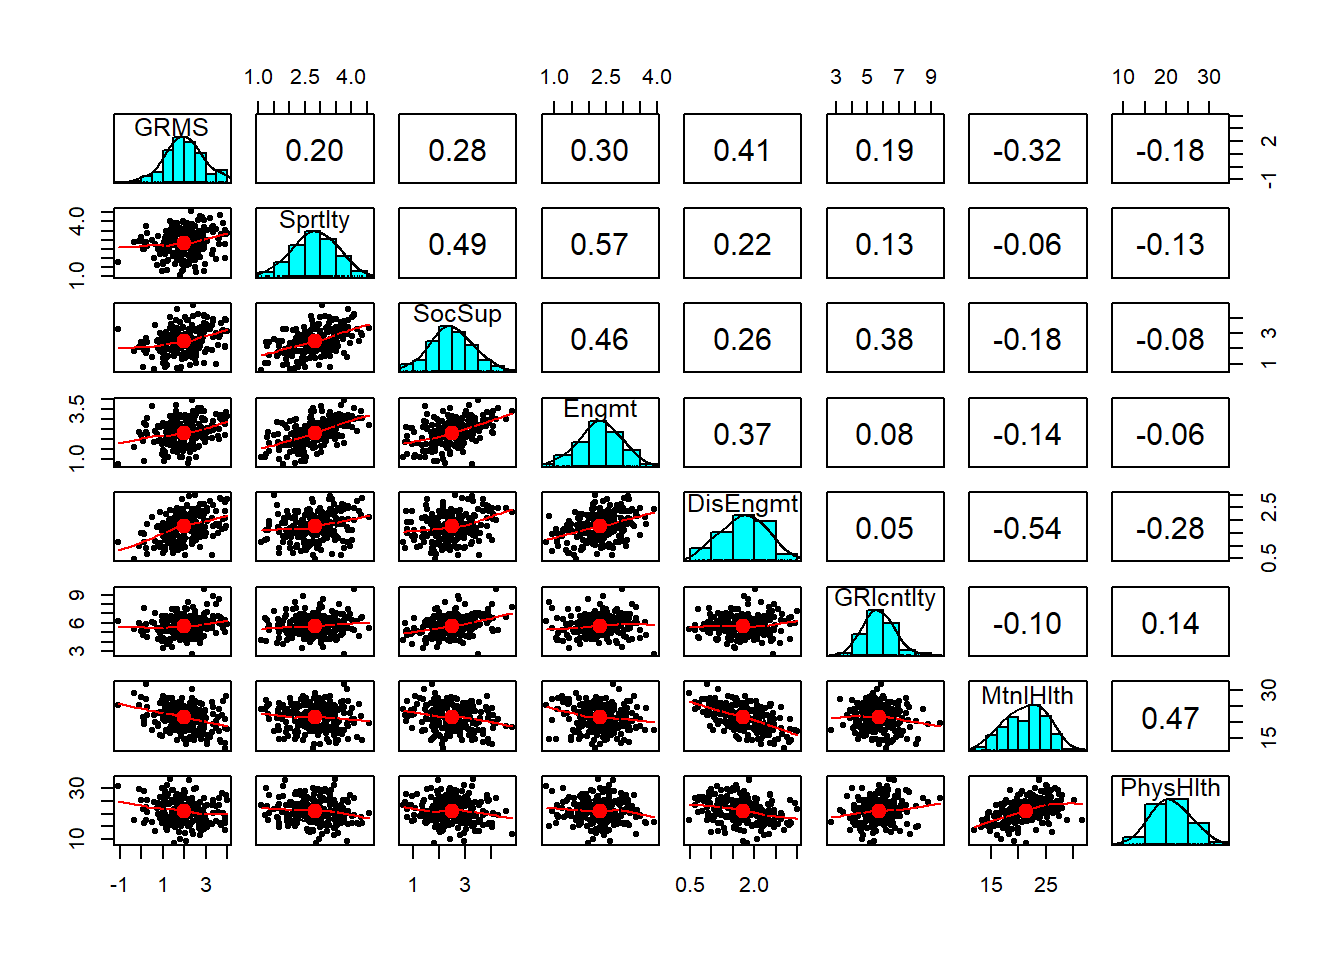 1.0 2.5 4.0 1.0 2.5 4.0 3 5 7 9 10 20 30
GRMS 0.20 0.28 0.30 0.41 0.19 -0.32 -0.18 -1 2
1.0 4.0 Sprtlty 0.49 0.57 0.22 0.13 -0.06 -0.13
SocSup 0.46 0.26 0.38 -0.18 -0.08 1 3
1.0 3.5 Engmt 0.37 0.08 -0.14 -0.06
DisEngmt 0.05 -0.54 -0.28 0.5 2.5
3 6 9 GRIcntlty -0.10 0.14
MtnlHlth 0.47 15 30
10 30 PhysHlth
-1 1 3 1 3 0.5 2.0 15 25